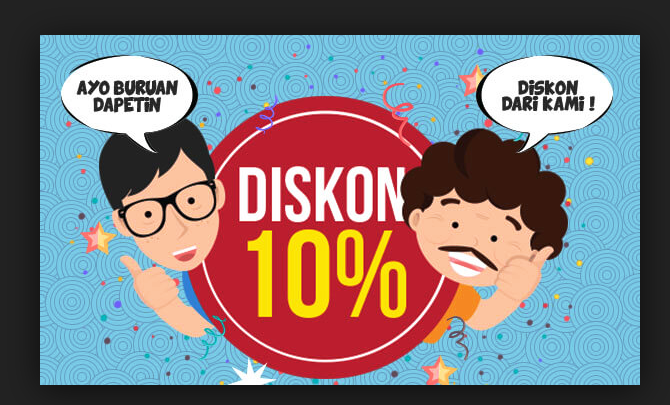 AYO BURUAN
DAPETIN
DISKON
DARI KAMI !
DISKON
10%